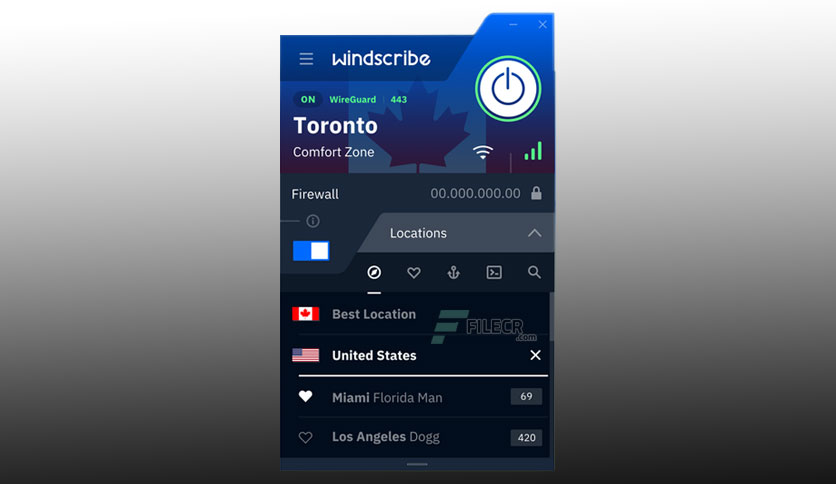 windscribe
ON WireGuard 443
Toronto
Comfort Zone
Firewall 00.000.000.00
Locations
Best Location
FILECR
.com
United States
Miami Florida Man 69
Los Angeles Dogg 420